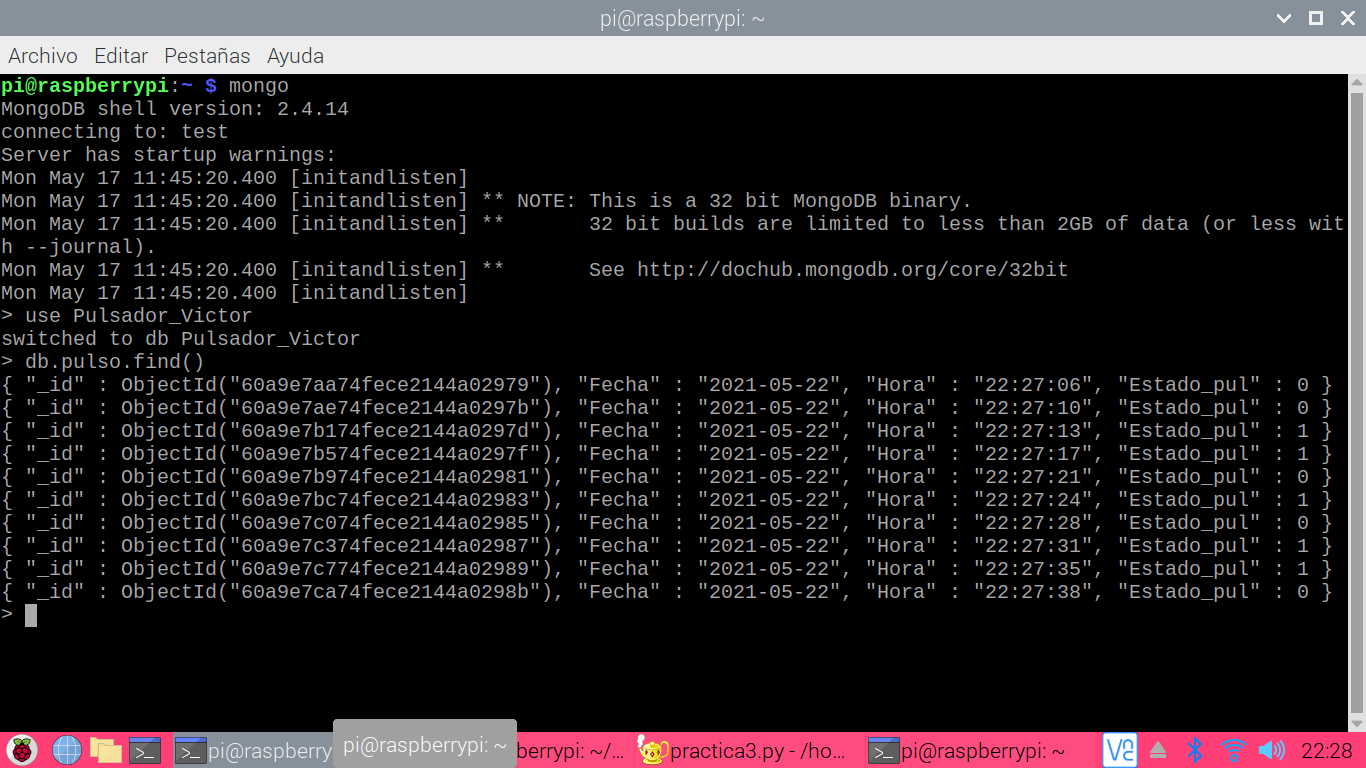 pi@raspberrypi: ~
Archivo Editar Pestañas Ayuda
pi@raspberrypi:~ $ mongo
MongoDB shell version: 2.4.14
connecting to: test
Server has startup warnings:
Mon May 17 11:45:20.400 [initandlisten]
Mon May 17 11:45:20.400 [initandlisten] ** NOTE: This is a 32 bit MongoDB binary.
Mon May 17 11:45:20.400 [initandlisten] **       32 bit builds are limited to less than 2GB of data (or less wit
h --journal).
Mon May 17 11:45:20.400 [initandlisten] **       See http://dochub.mongodb.org/core/32bit
Mon May 17 11:45:20.400 [initandlisten]
> use Pulsador_Victor
switched to db Pulsador_Victor
> db.pulso.find()
{ "_id" : ObjectId("60a9e7aa74fece2144a02979"), "Fecha" : "2021-05-22", "Hora" : "22:27:06", "Estado_pul" : 0 }
{ "_id" : ObjectId("60a9e7ae74fece2144a0297b"), "Fecha" : "2021-05-22", "Hora" : "22:27:10", "Estado_pul" : 0 }
{ "_id" : ObjectId("60a9e7b174fece2144a0297d"), "Fecha" : "2021-05-22", "Hora" : "22:27:13", "Estado_pul" : 1 }
{ "_id" : ObjectId("60a9e7b574fece2144a0297f"), "Fecha" : "2021-05-22", "Hora" : "22:27:17", "Estado_pul" : 1 }
{ "_id" : ObjectId("60a9e7b974fece2144a02981"), "Fecha" : "2021-05-22", "Hora" : "22:27:21", "Estado_pul" : 0 }
{ "_id" : ObjectId("60a9e7bc74fece2144a02983"), "Fecha" : "2021-05-22", "Hora" : "22:27:24", "Estado_pul" : 1 }
{ "_id" : ObjectId("60a9e7c074fece2144a02985"), "Fecha" : "2021-05-22", "Hora" : "22:27:28", "Estado_pul" : 0 }
{ "_id" : ObjectId("60a9e7c374fece2144a02987"), "Fecha" : "2021-05-22", "Hora" : "22:27:31", "Estado_pul" : 1 }
{ "_id" : ObjectId("60a9e7c774fece2144a02989"), "Fecha" : "2021-05-22", "Hora" : "22:27:35", "Estado_pul" : 1 }
{ "_id" : ObjectId("60a9e7ca74fece2144a0298b"), "Fecha" : "2021-05-22", "Hora" : "22:27:38", "Estado_pul" : 0 }
>
pi@raspberry pi@raspberrypi: ~ berrypi: ~/... practica3.py - /ho... pi@raspberrypi: ~ 22:28